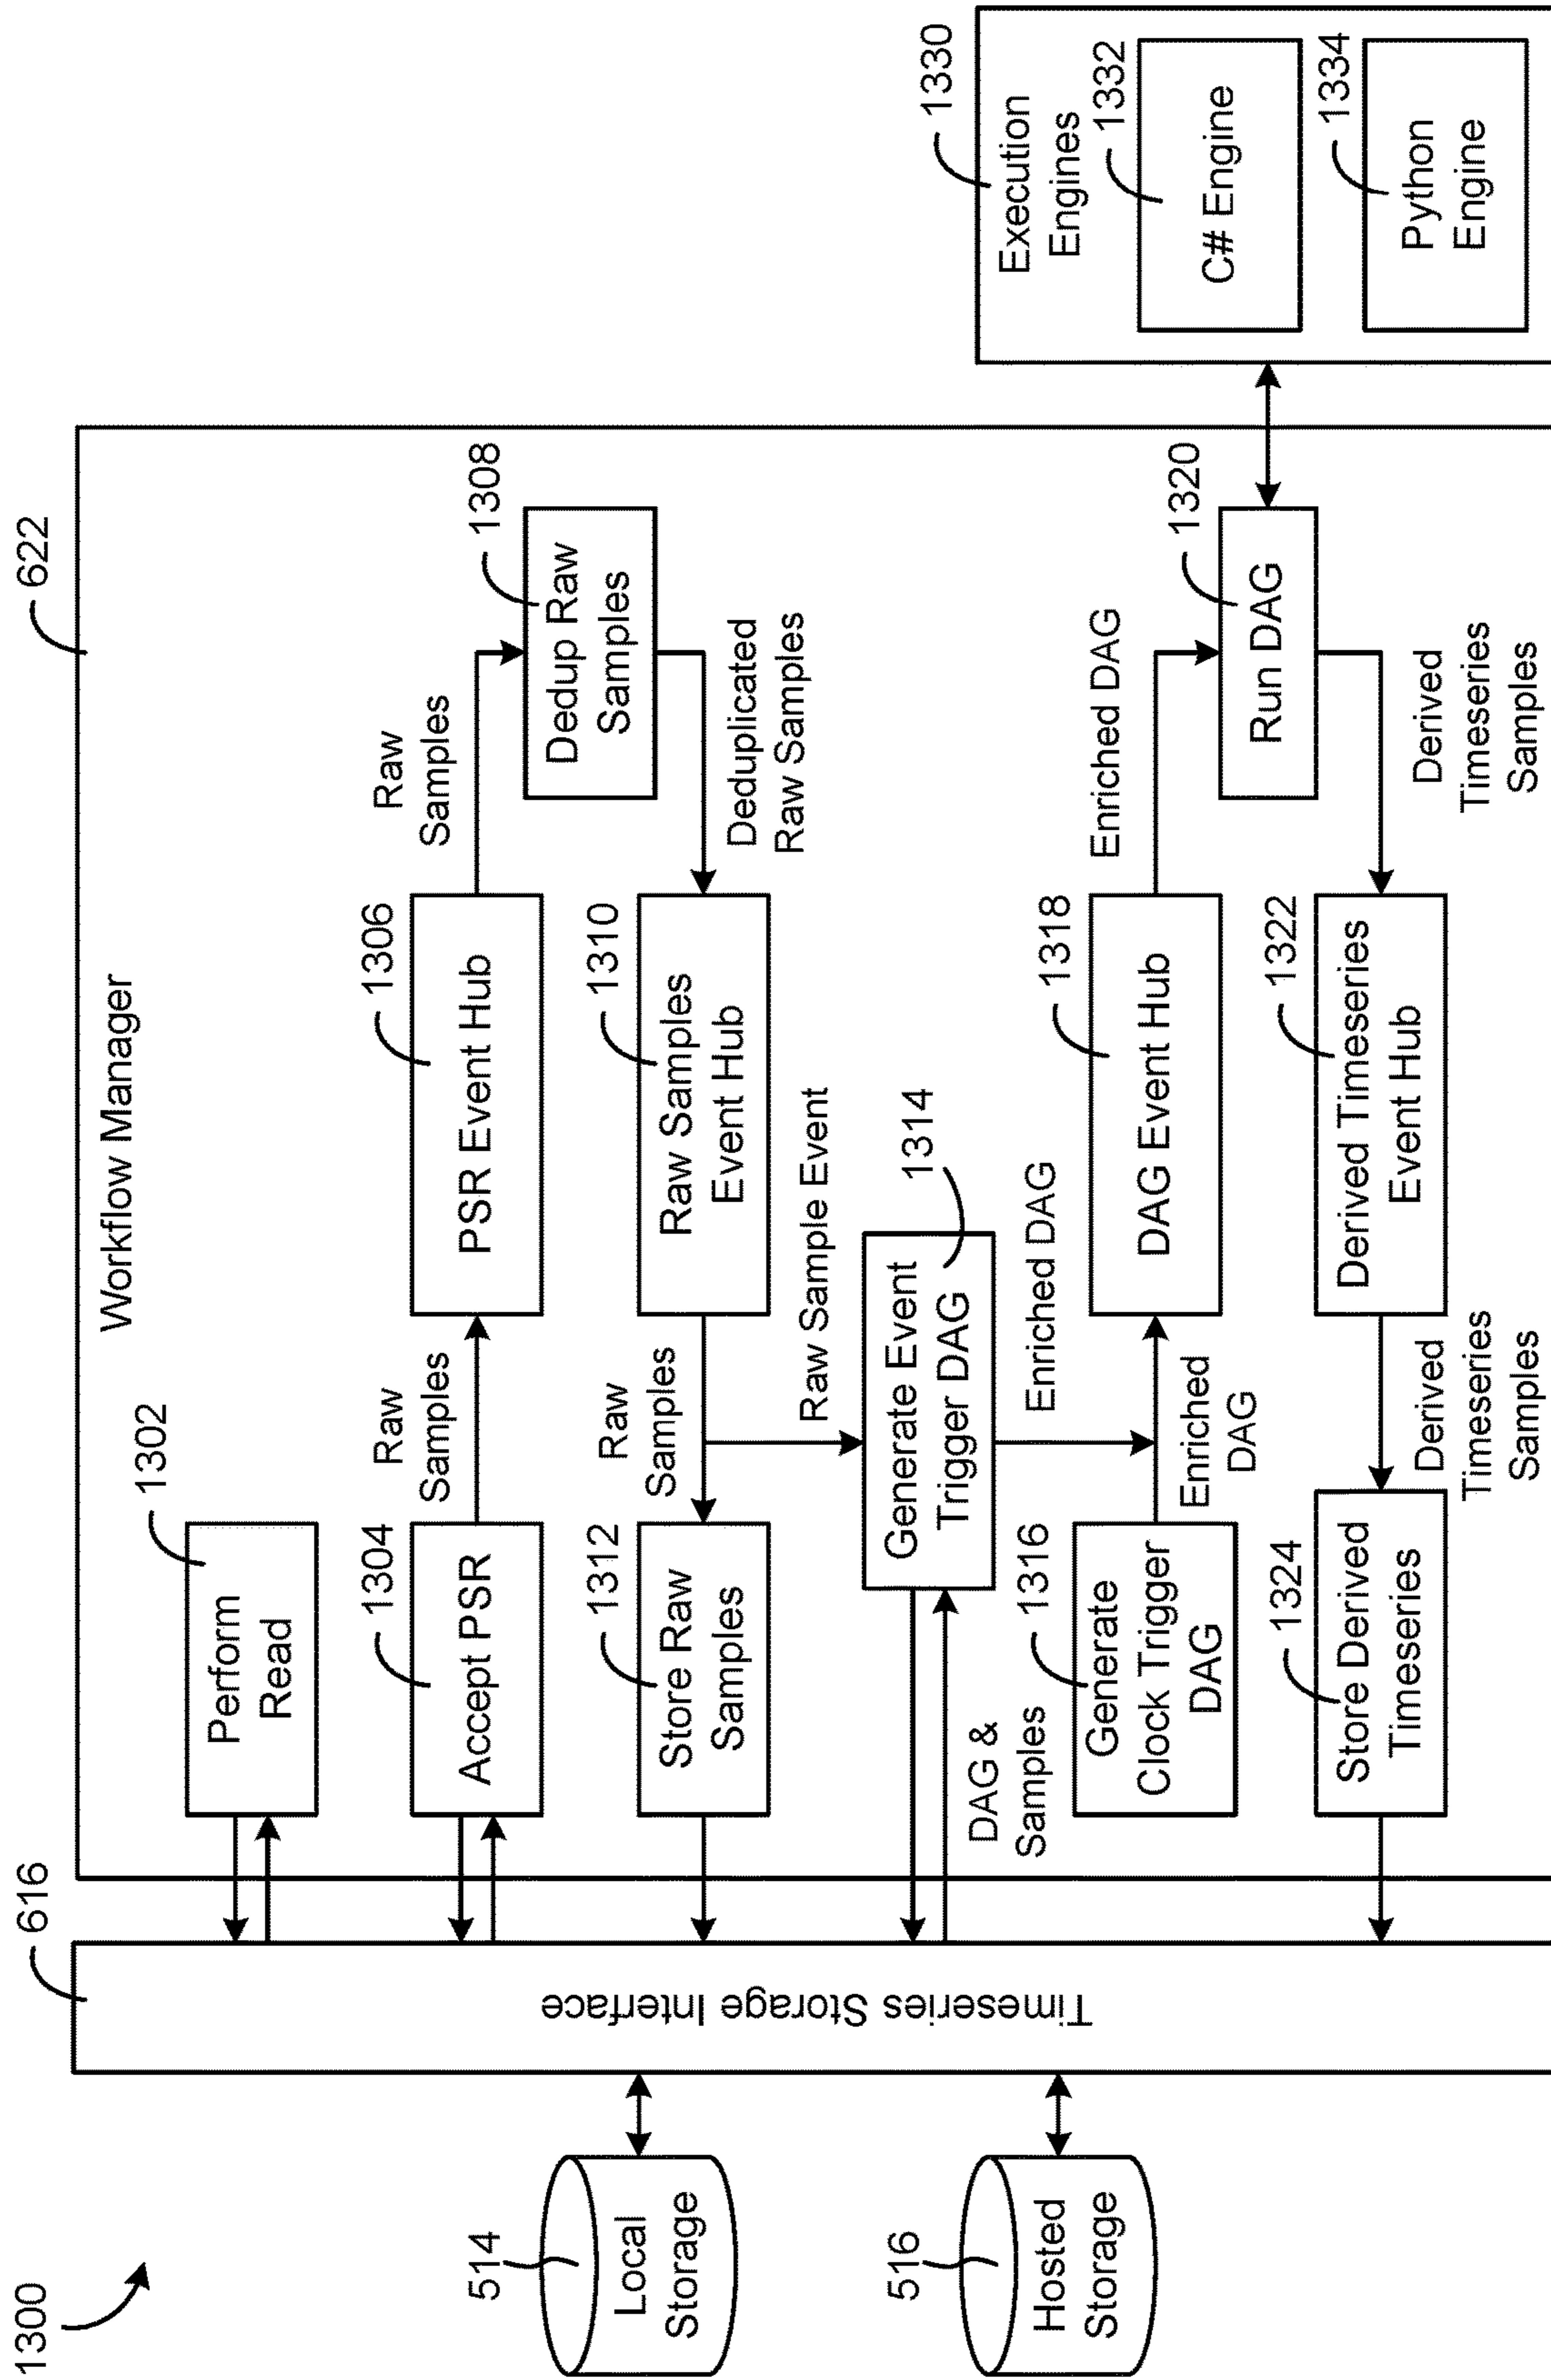 1300
616
622
Workflow Manager
Timeseries Storage Interface
514
Local
Storage
516
Hosted
Storage
1302
Perform
Read
1304
Accept PSR
Raw
Samples
1306
PSR Event Hub
Raw
Samples
1308
Dedup Raw
Samples
1312
Store Raw
Samples
Raw
Samples
1310
Raw Samples
Event Hub
Deduplicated
Raw Samples
Raw Sample Event
1314
Generate Event
Trigger DAG
DAG &
Samples
Enriched DAG
1316
Generate
Clock Trigger
DAG
Enriched
DAG
1318
DAG Event Hub
Enriched DAG
1320
Run DAG
1324
Store Derived
Timeseries
Derived
Timeseries
Samples
1322
Derived Timeseries
Event Hub
Derived
Timeseries
Samples
1330
Execution
Engines
1332
C# Engine
1334
Python
Engine